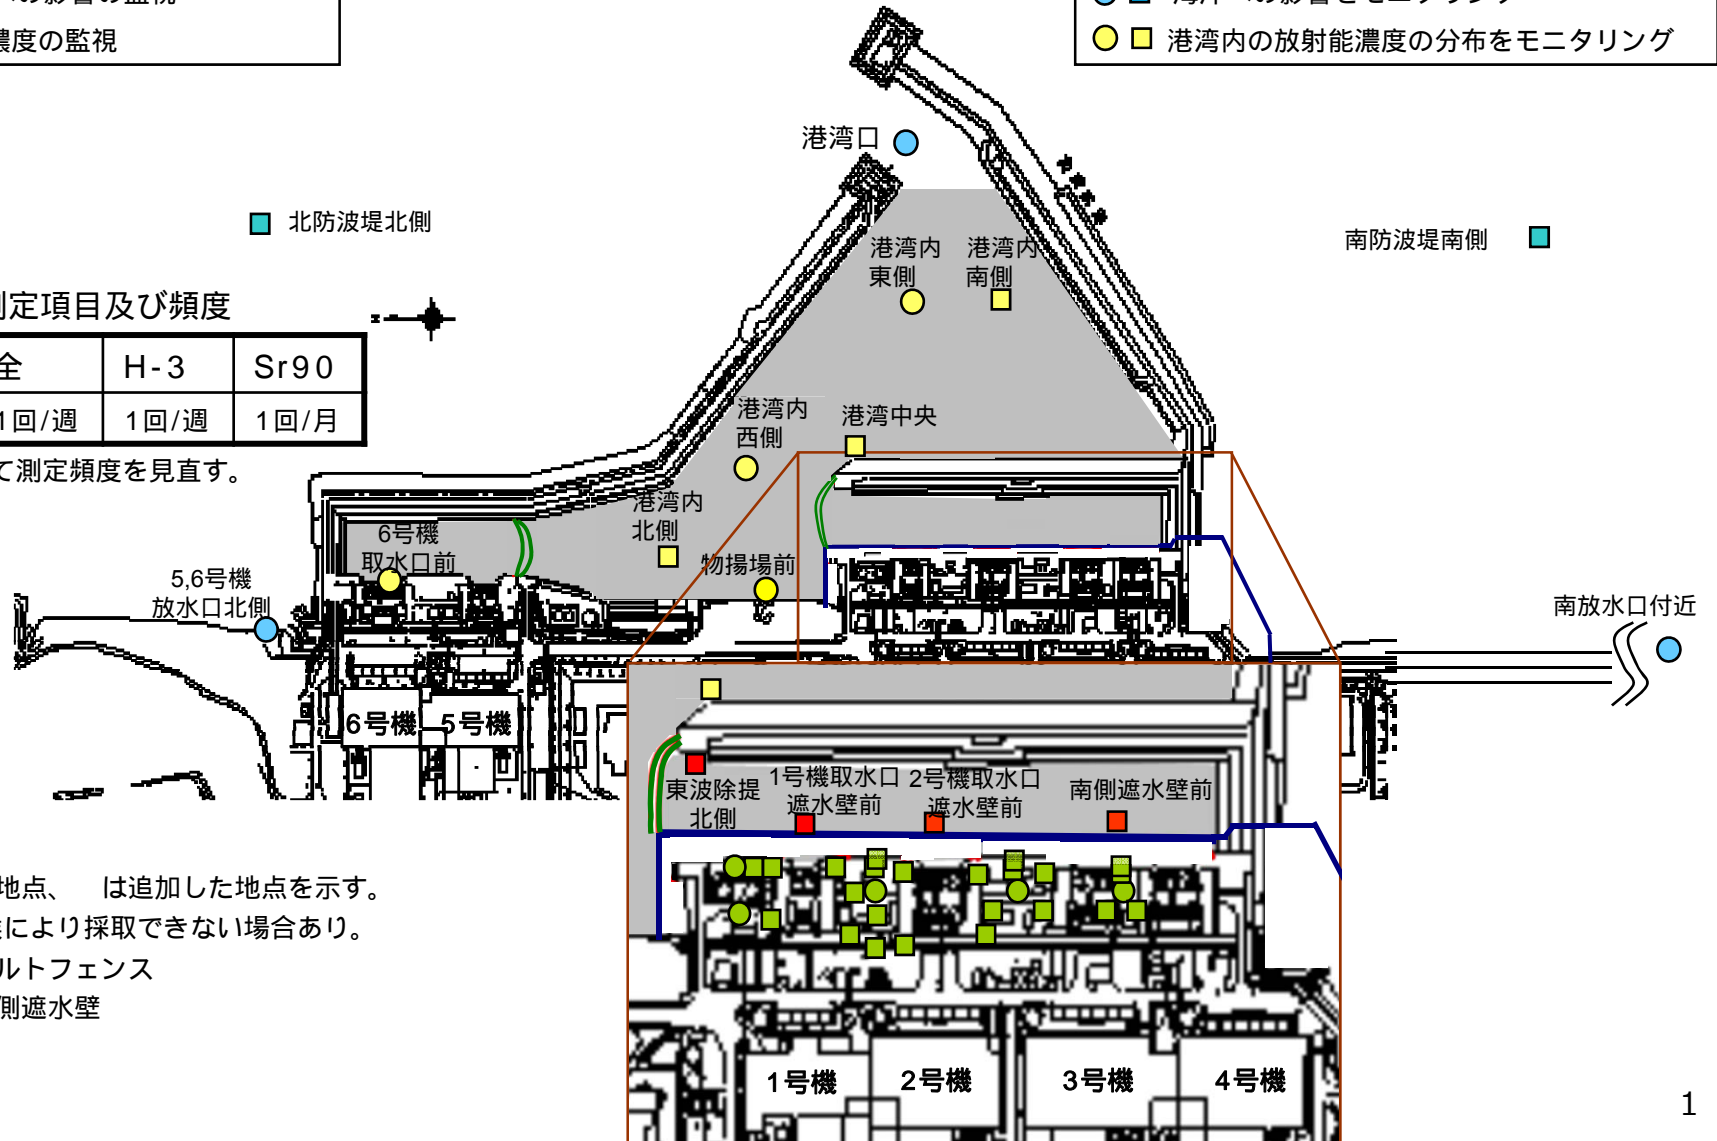 濃度の監視
港湾内の放射能濃度の分布をモニタリング
港湾口
北防波堤北側
南防波堤南側
港湾内
東側
港湾内
南側
測定項目及び頻度
全 H-3 Sr90
1回/週 1回/週 1回/月
て測定頻度を見直す。
港湾内
西側
港湾中央
港湾内
北側
6号機
取水口前
物揚場前
5,6号機
放水口北側
南放水口付近
6号機 5号機
東波除堤
北側
1号機取水口
遮水壁前
2号機取水口
遮水壁前
南側遮水壁前
地点、 は追加した地点を示す。
により採取できない場合あり。
ルトフェンス
側遮水壁
1号機 2号機 3号機 4号機
1